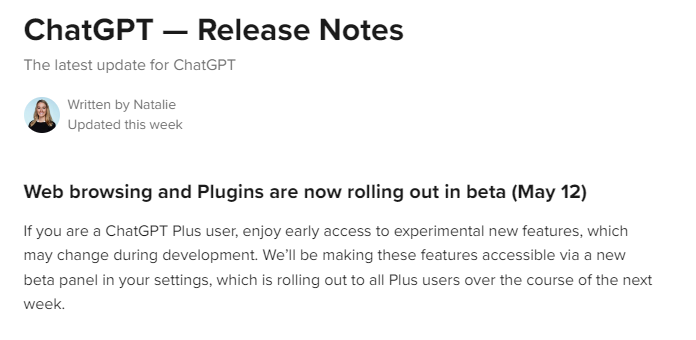 ChatGPT — Release Notes
The latest update for ChatGPT
Written by Natalie
Updated this week
Web browsing and Plugins are now rolling out in beta (May 12)
If you are a ChatGPT Plus user, enjoy early access to experimental new features, which
may change during development. We’ll be making these features accessible via a new
beta panel in your settings, which is rolling out to all Plus users over the course of the next
week.